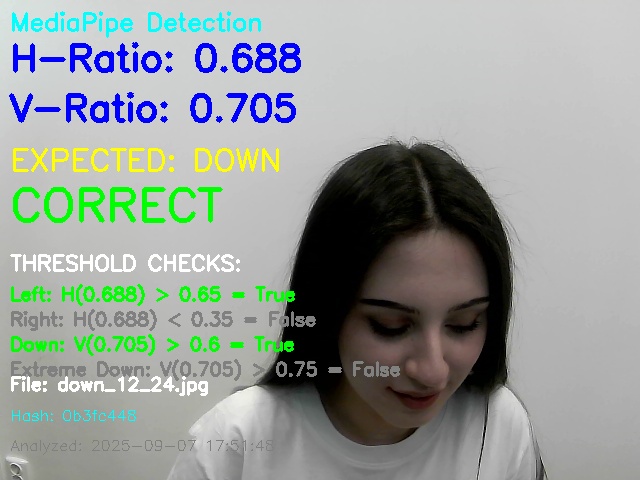 MediaPipe Detection
H-Ratio: 0.688
V-Ratio: 0.705
EXPECTED: DOWN
CORRECT
THRESHOLD CHECKS:
Left: H(0.688) > 0.65 = True
Right: H(0.688) < 0.35 = False
Down: V(0.705) > 0.6 = True
Extreme Down: V(0.705) > 0.75 = False
File: down_12_24.jpg
Hash: 0b3fc448
Analyzed: 2025-09-07 17:51:48